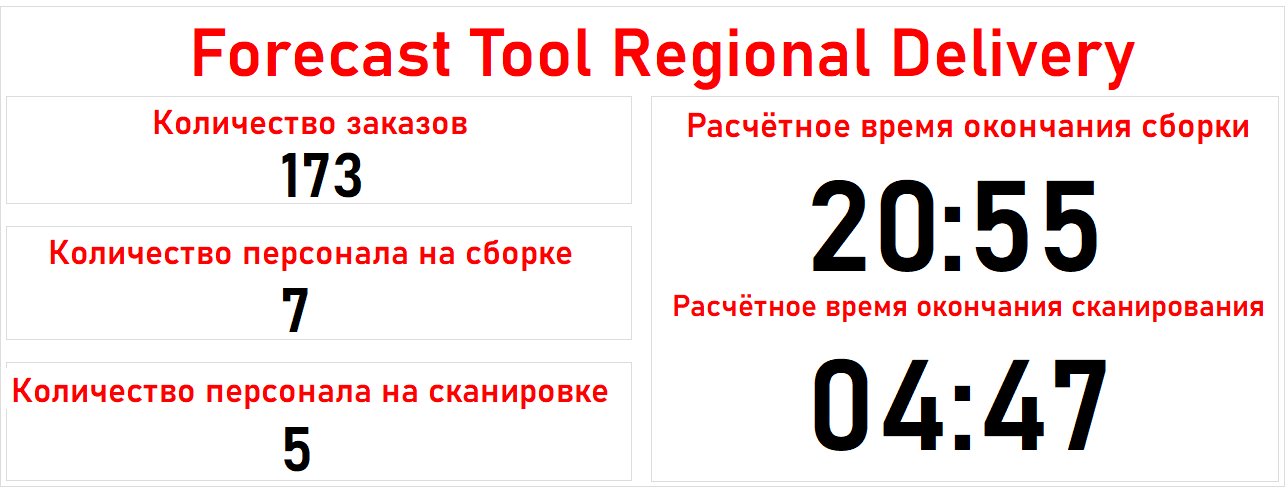 Forecast Tool Regional Delivery
Количество заказов
173
Количество персонала на сборке
7
Количество персонала на сканировке
5
Расчётное время окончания сборки
20:55
Расчётное время окончания сканирования
04:47